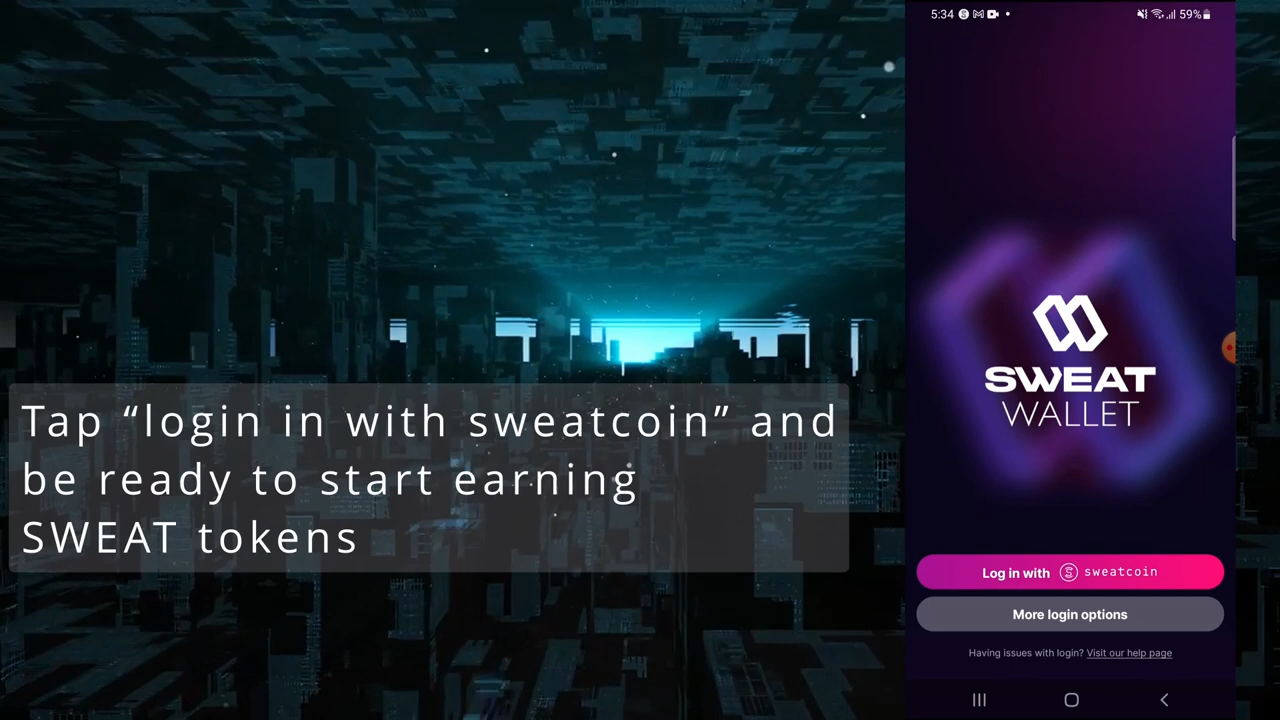 5:34
59%
Tap “login in with sweatcoin” and
be ready to start earning
SWEAT tokens
SWEAT
WALLET
Log in with sweatcoin
More login options
Having issues with login? Visit our help page